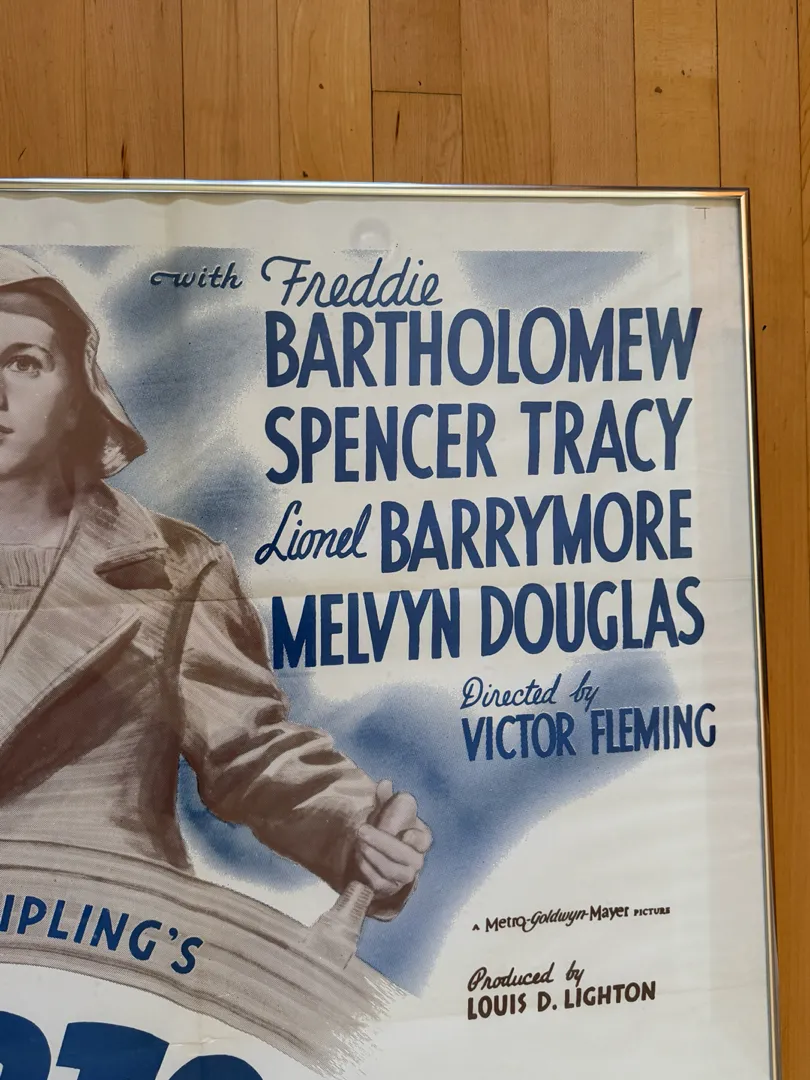 with Freddie
BARTHOLOMEW
SPENCER TRACY
Lionel BARRYMORE
MELVYN DOUGLAS
Directed by
VICTOR FLEMING
IPLING'S
A Metro-Goldwyn-Mayer PICTURE
Produced by
LOUIS D. LIGHTON